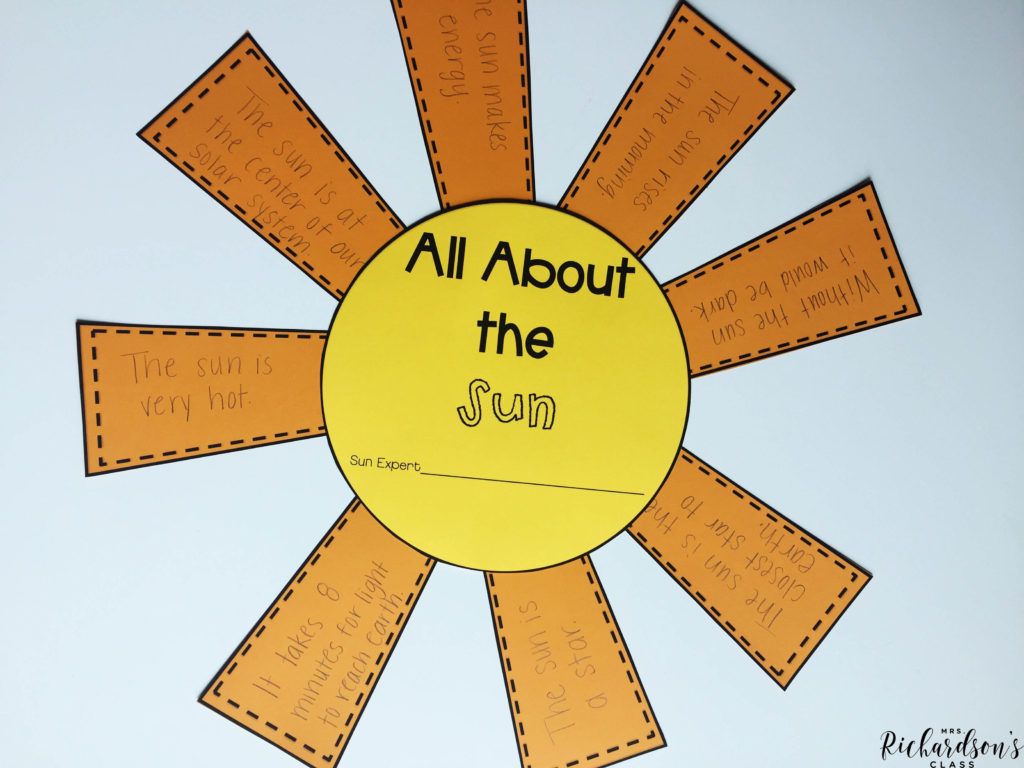 All About
the
Sun
Sun Expert
The sun is
very hot.
The sun is at
the center of our
solar system.
sun makes
energy.
The sun rises
in the morning.
Without the sun
it would be dark.
The sun is the
closest star to
earth.
The sun is
a star.
It takes 8
minutes for light
to reach Earth.
MRS.
Richardson's
CLASS